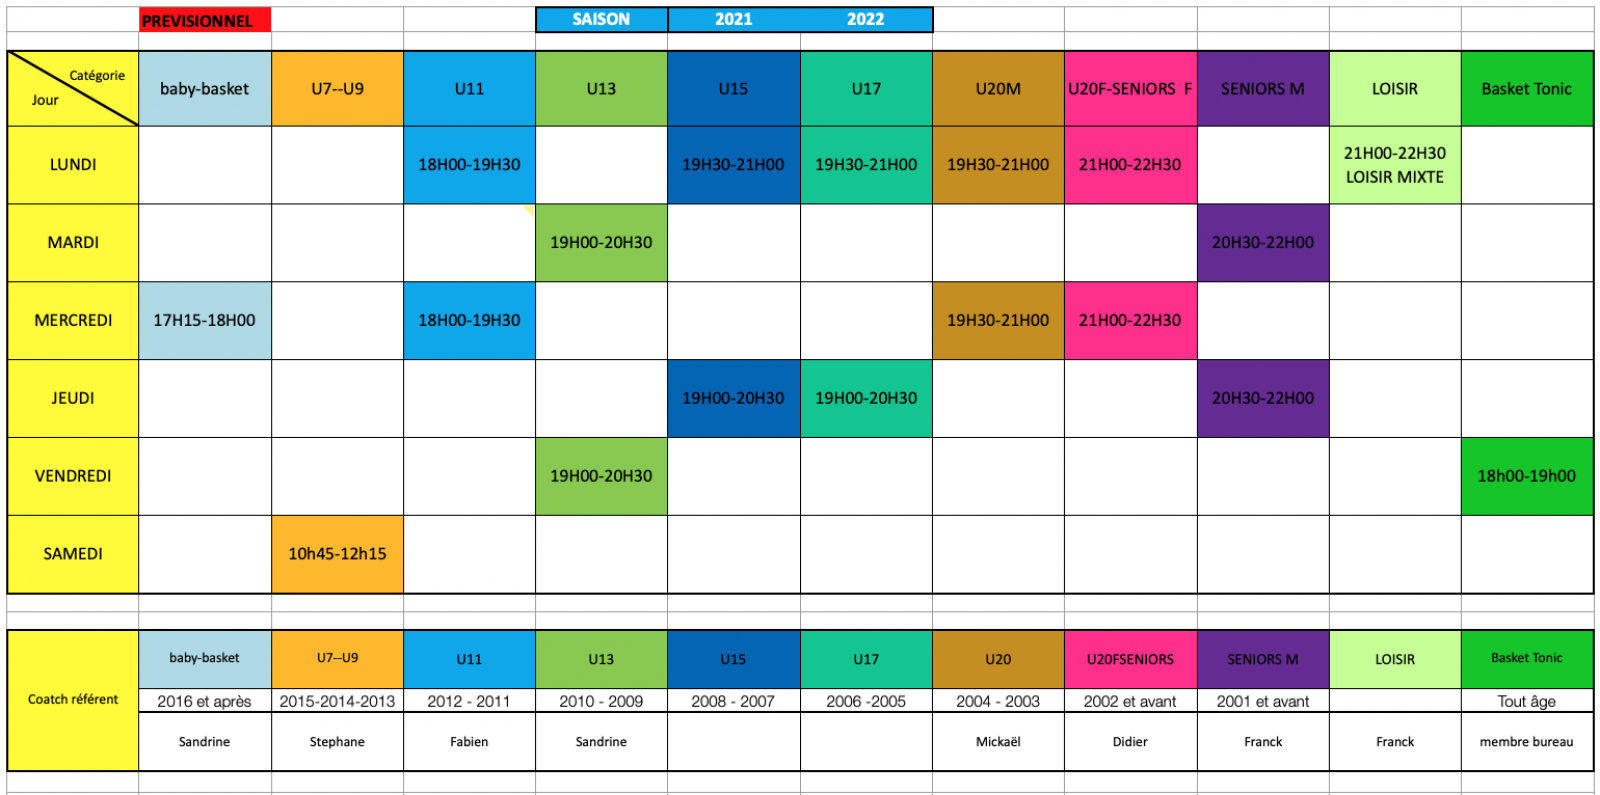 PREVISIONNEL SAISON 2021 2022
Catégorie
Jour
baby-basket U7--U9 U11 U13 U15 U17 U20M U20F-SENIORS F SENIORS M LOISIR Basket Tonic
LUNDI 18H00-19H30 19H30-21H00 19H30-21H00 19H30-21H00 21H00-22H30 21H00-22H30
LOISIR MIXTE
MARDI 19H00-20H30 20H30-22H00
MERCREDI 17H15-18H00 18H00-19H30 19H30-21H00 21H00-22H30
JEUDI 19H00-20H30 19H00-20H30 20H30-22H00
VENDREDI 19H00-20H30 18h00-19h00
SAMEDI 10h45-12h15
Coatch référent
baby-basket U7--U9 U11 U13 U15 U17 U20 U20FSENIORS SENIORS M LOISIR Basket Tonic
2016 et après 2015-2014-2013 2012 - 2011 2010 - 2009 2008 - 2007 2006 -2005 2004 - 2003 2002 et avant 2001 et avant Tout âge
Sandrine Stephane Fabien Sandrine Mickaël Didier Franck Franck membre bureau